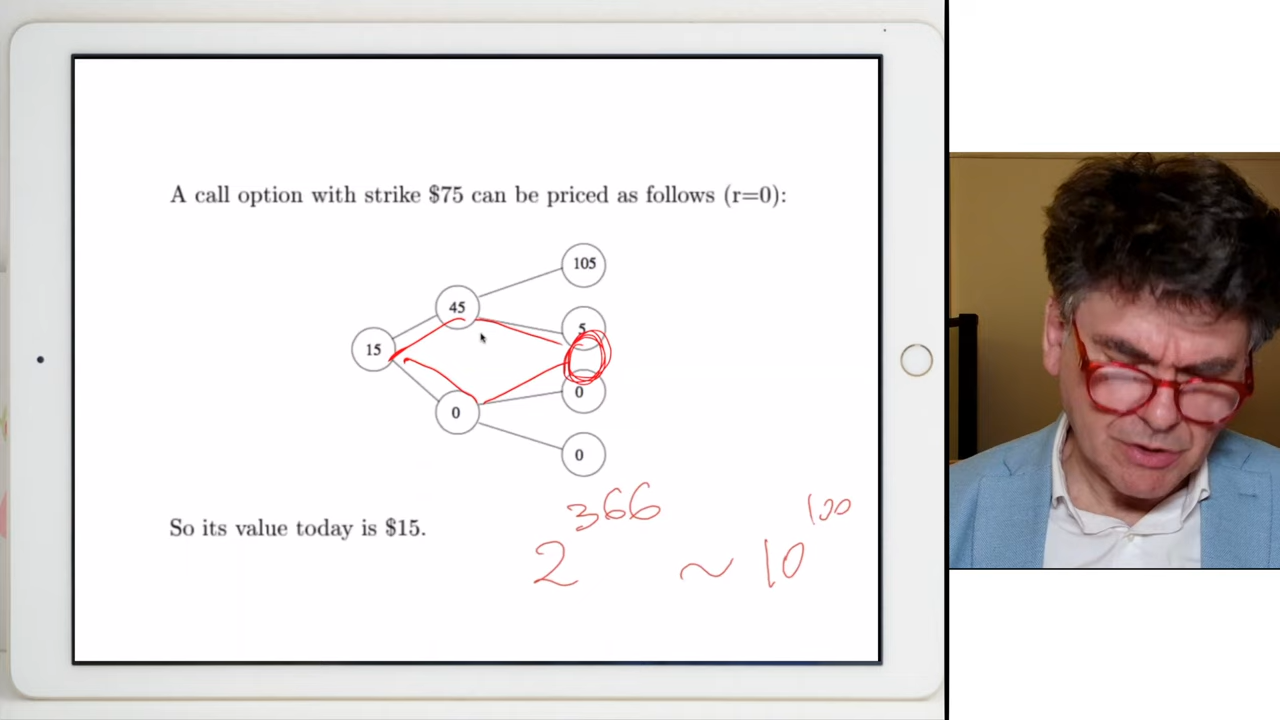 A call option with strike $75 can be priced as follows (r=0):
105
45
5
15
0
0
0
So its value today is $15.
2^366 ~ 10^100